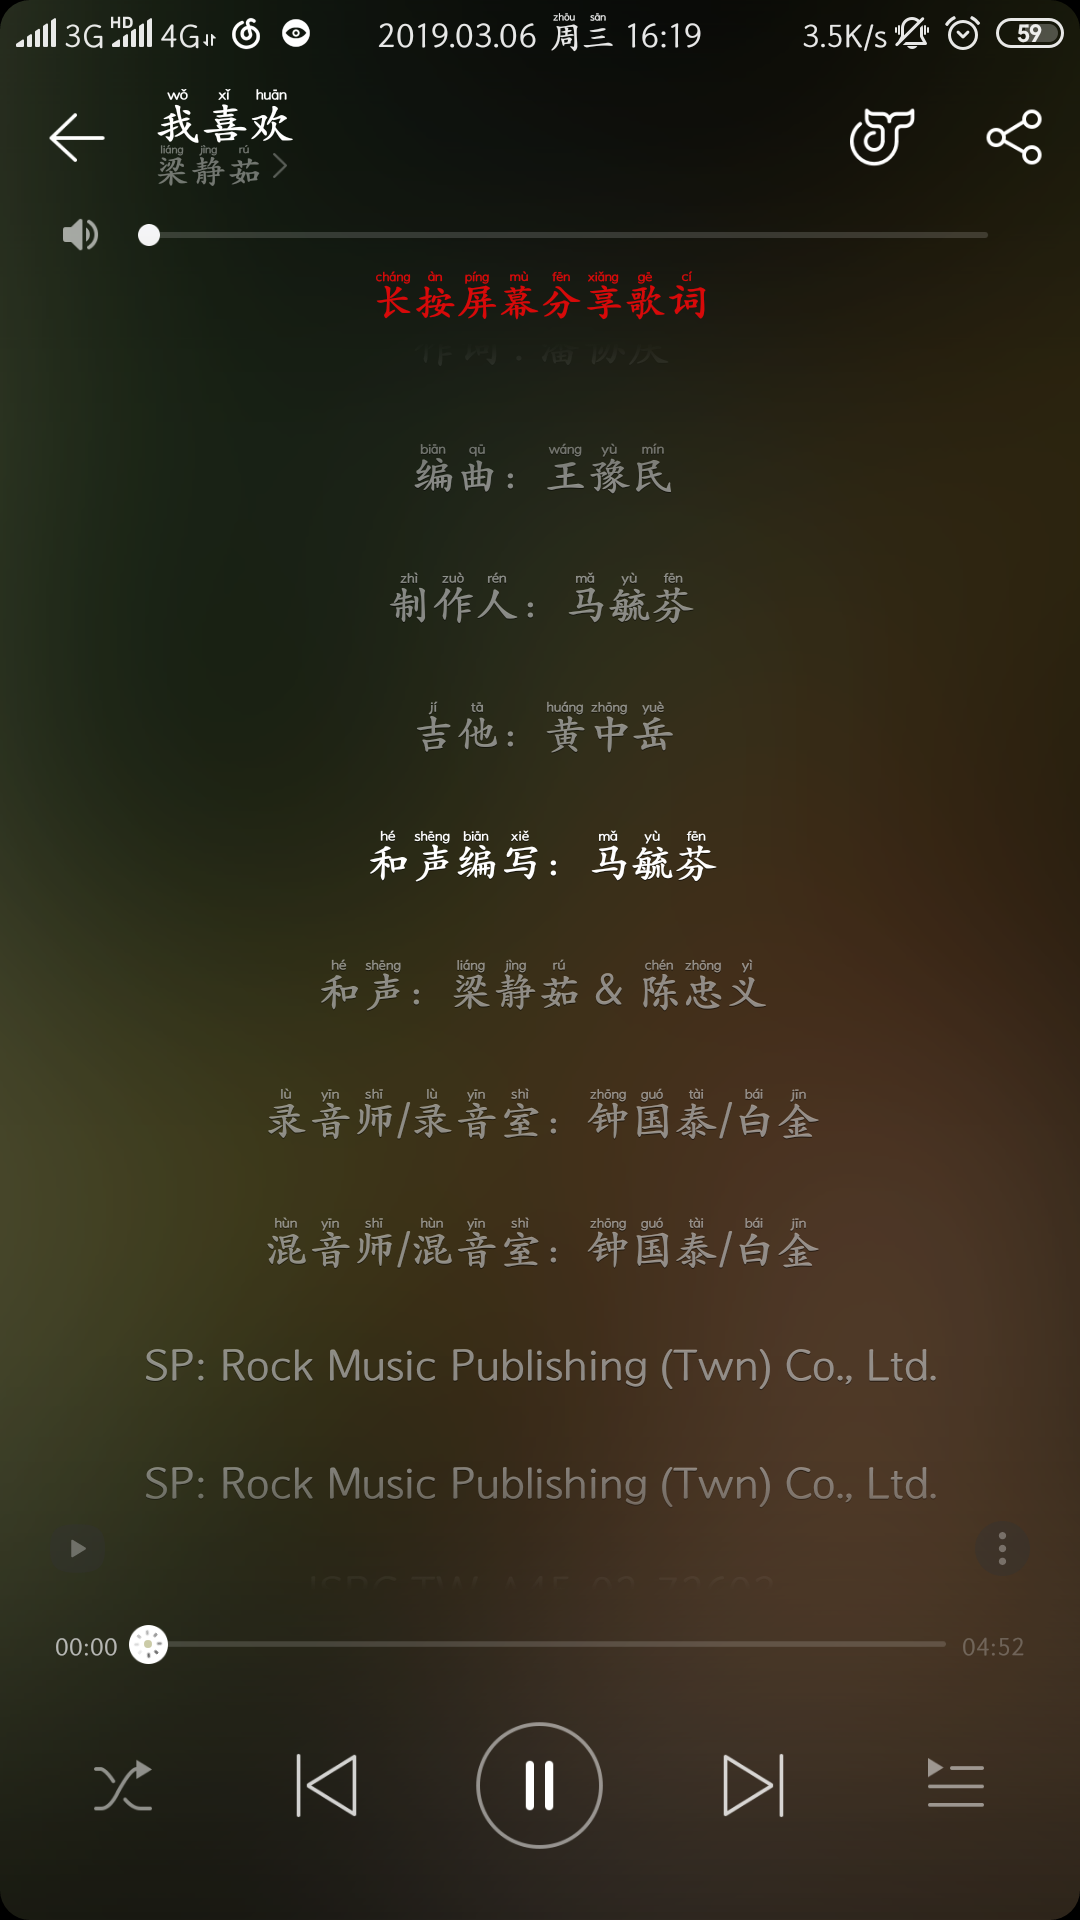 3G HD 4G 2019.03.06 周三 zhōu sān 16:19 3.5K/s 59
wǒ xǐ huān
我喜欢
liáng jìng rú
梁静茹
cháng àn píng mù fēn xiǎng gē cí
长按屏幕分享歌词
biān qū wáng yù mín
编曲：王豫民
zhì zuò rén mǎ yù fēn
制作人：马毓芬
jí tā huáng zhōng yuè
吉他：黄中岳
hé shēng biān xiě mǎ yù fēn
和声编写：马毓芬
hé shēng liáng jìng rú chén zhōng yì
和声：梁静茹 & 陈忠义
lù yīn shī lù yīn shì zhōng guó tài bái jīn
录音师/录音室：钟国泰/白金
hùn yīn shī hùn yīn shì zhōng guó tài bái jīn
混音师/混音室：钟国泰/白金
SP: Rock Music Publishing (Twn) Co., Ltd.
SP: Rock Music Publishing (Twn) Co., Ltd.
00:00 04:52